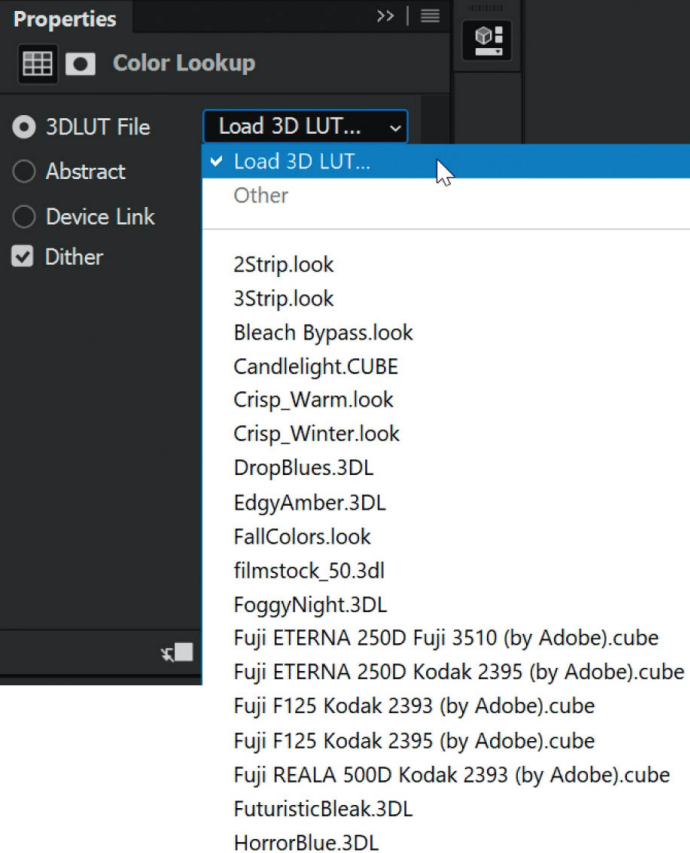 Properties
Color Lookup
3DLUT File
Load 3D LUT...
Abstract
Device Link
Dither
Load 3D LUT...
Other
2Strip.look
3Strip.look
Bleach Bypass.look
Candlelight.CUBE
Crisp_Warm.look
Crisp_Winter.look
DropBlues.3DL
EdgyAmber.3DL
FallColors.look
filmstock_50.3dl
FoggyNight.3DL
Fuji ETERNA 250D Fuji 3510 (by Adobe).cube
Fuji ETERNA 250D Kodak 2395 (by Adobe).cube
Fuji F125 Kodak 2393 (by Adobe).cube
Fuji F125 Kodak 2395 (by Adobe).cube
Fuji REALA 500D Kodak 2393 (by Adobe).cube
FuturisticBleak.3DL
HorrorBlue.3DL